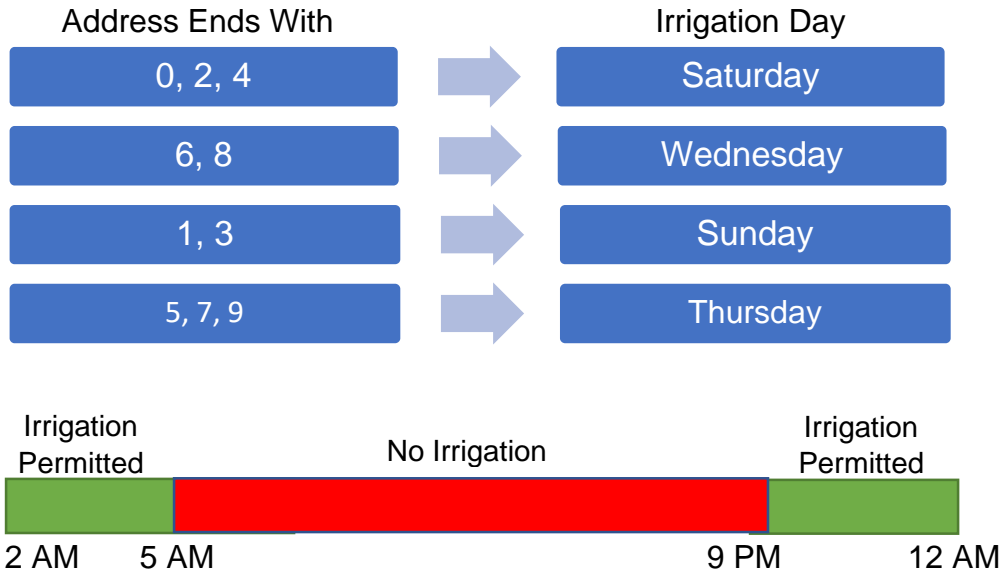 Address Ends With
Irrigation Day
0, 2, 4
Saturday
6, 8
Wednesday
1, 3
Sunday
5, 7, 9
Thursday
Irrigation
Permitted
No Irrigation
Irrigation
Permitted
2 AM
5 AM
9 PM
12 AM